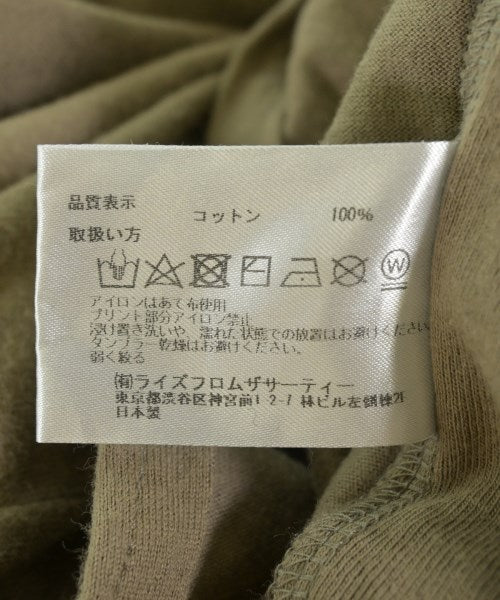 品質表示
コットン 100%
取扱い方
W
アイロンはあて布使用
プリント部分アイロン禁止
浸け置き洗いや、濡れた状態での放置はお避けください。
タンブラー乾燥はお避けください。
弱く絞る
㈲ライズフロムザサーティー
東京都渋谷区神宮前1-2-7 林ビル左側棟2F
日本製